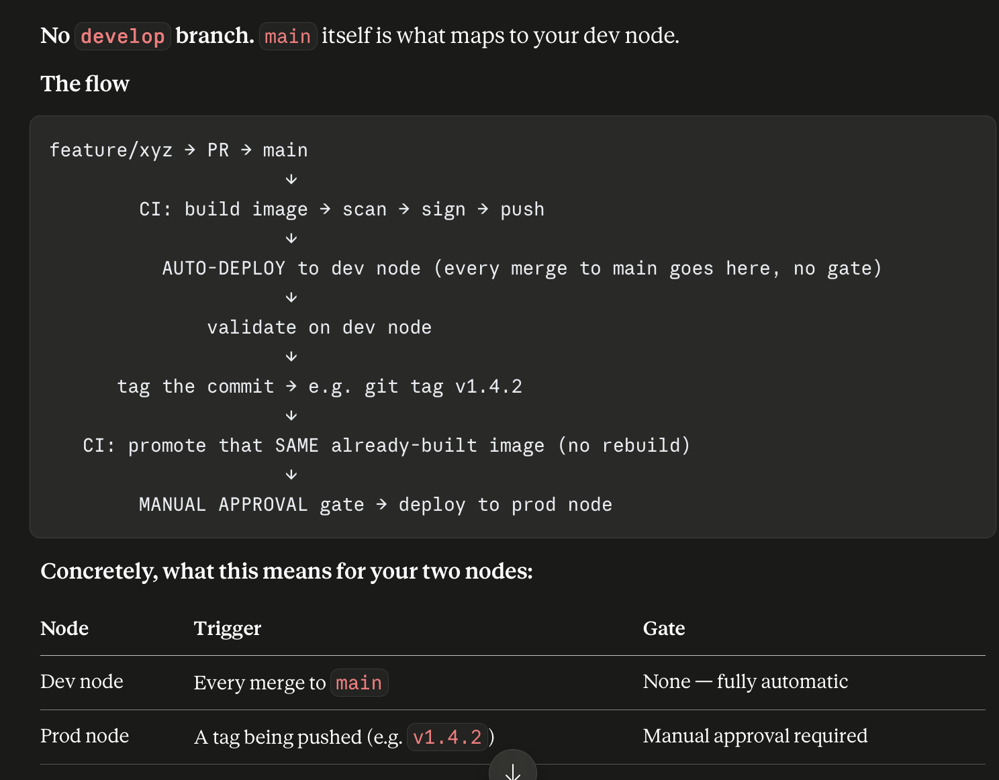 No develop branch. main itself is what maps to your dev node.
The flow
feature/xyz → PR → main
↓
CI: build image → scan → sign → push
↓
AUTO-DEPLOY to dev node (every merge to main goes here, no gate)
↓
validate on dev node
↓
tag the commit → e.g. git tag v1.4.2
↓
CI: promote that SAME already-built image (no rebuild)
↓
MANUAL APPROVAL gate → deploy to prod node
Concretely, what this means for your two nodes:
Node Trigger Gate
Dev node Every merge to main None — fully automatic
Prod node A tag being pushed (e.g. v1.4.2) Manual approval required